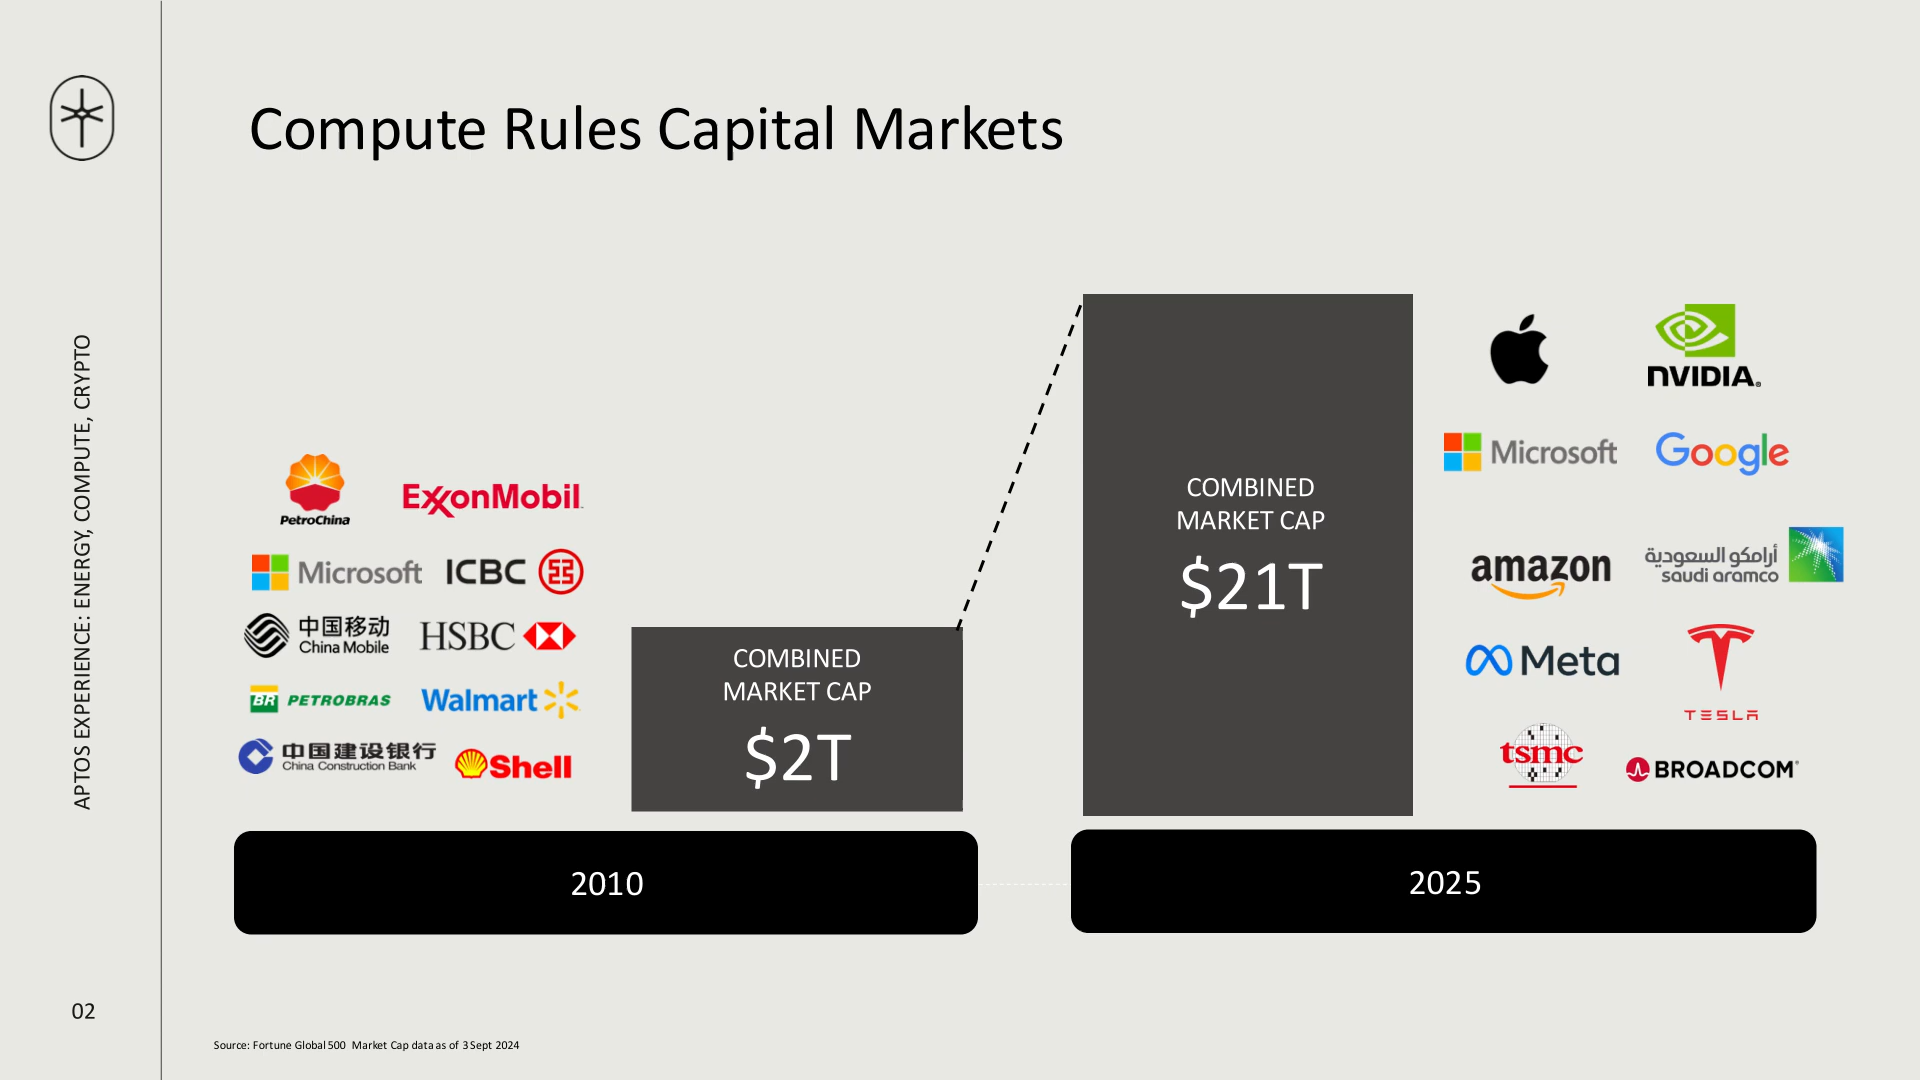 Compute Rules Capital Markets
APTOS EXPERIENCE: ENERGY, COMPUTE, CRYPTO
PetroChina
ExxonMobil
Microsoft
ICBC
中国移动
China Mobile
HSBC
BR PETROBRAS
Walmart
中国建设银行
China Construction Bank
Shell
COMBINED
MARKET CAP
$2T
2010
COMBINED
MARKET CAP
$21T
NVIDIA.
Microsoft
Google
amazon
أرامكو السعودية
saudi aramco
Meta
TESLA
tsmc
BROADCOM®
2025
02
Source: Fortune Global 500 Market Cap data as of 3 Sept 2024